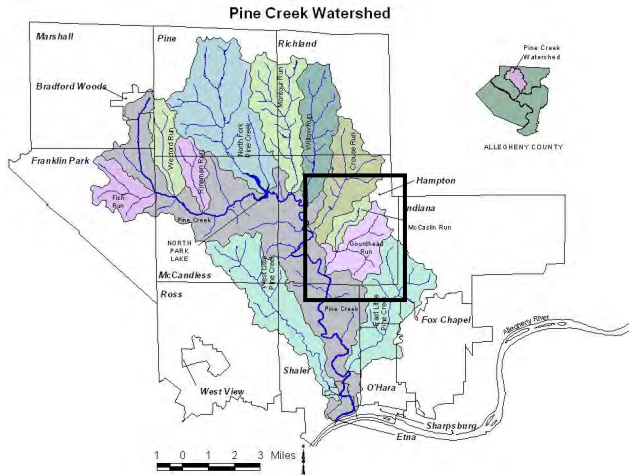 Pine Creek Watershed
Marshall
Pine
Richland
Bradford Woods
Pine Creek
Watershed
ALLEGHENY COUNTY
Franklin Park
Fish
Run
Wexford Run
Rinaman Run
North Fork
Pine Creek
Montour Run
Willow Run
Crouse Run
Hampton
Indiana
McCaslin Run
Gourdhead
Run
Pine Creek
NORTH
PARK
LAKE
McCandless
West Little
Pine Creek
Ross
Pine Creek
East Little
Pine Creek
Fox Chapel
Allegheny River
West View
Shaler
O'Hara
Sharpsburg
Etna
1 0 1 2 3 Miles